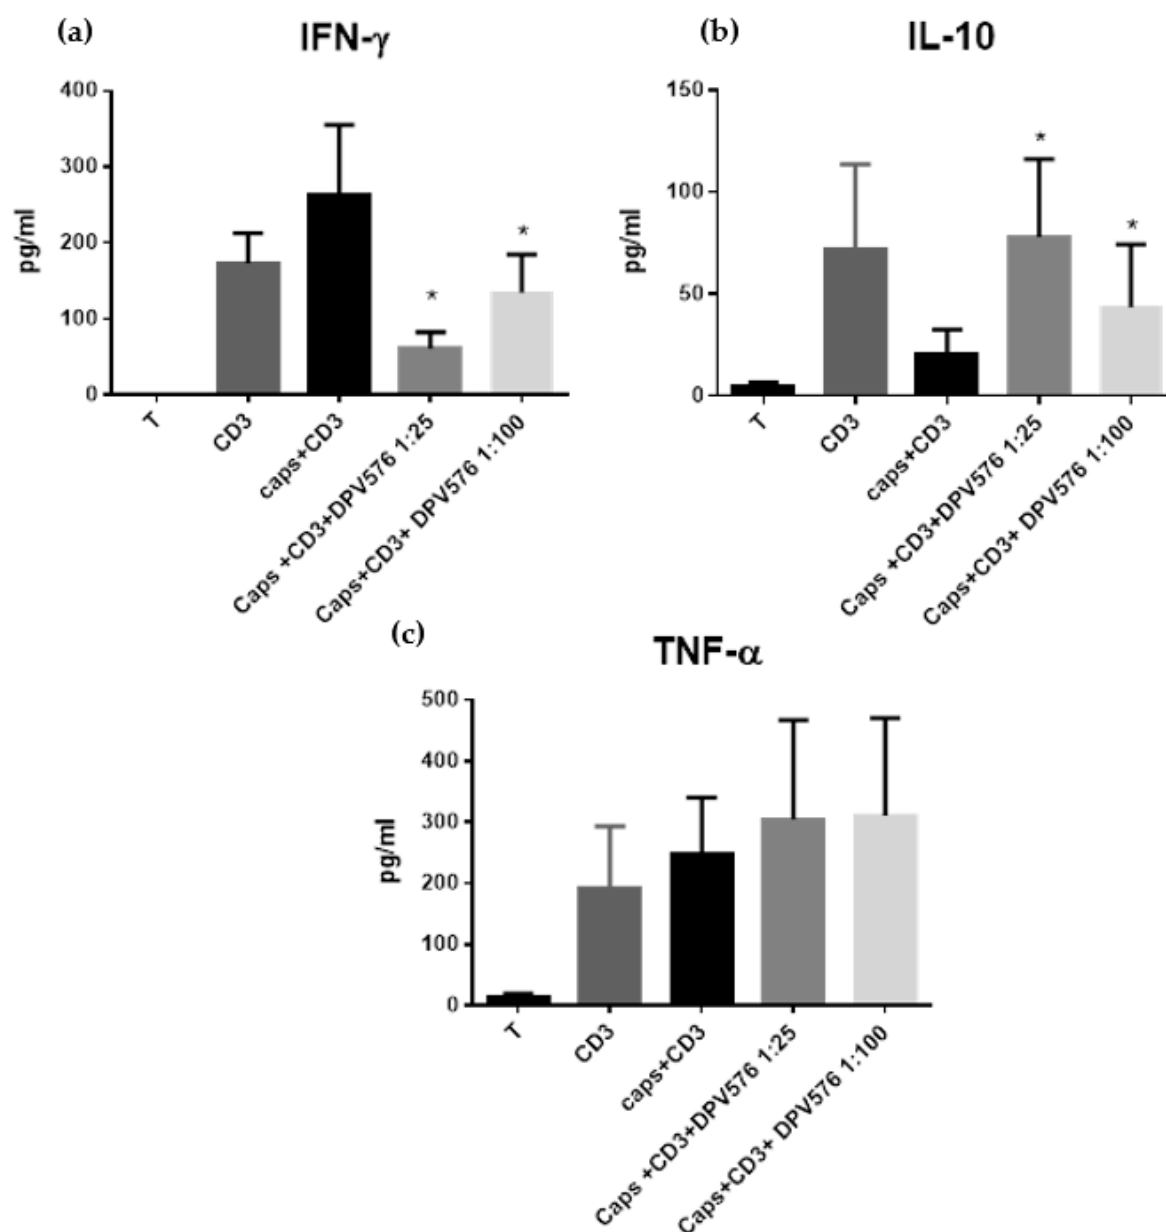 (a)
IFN-γ
400
300
200
100
0
pg/ml
*
*
T
CD3
caps+CD3
Caps +CD3+DPV576 1:25
Caps+CD3+ DPV576 1:100
(b)
IL-10
150
100
50
0
pg/ml
*
*
T
CD3
caps+CD3
Caps +CD3+DPV576 1:25
Caps+CD3+ DPV576 1:100
(c)
TNF-α
500
400
300
200
100
0
pg/ml
T
CD3
caps+CD3
Caps +CD3+DPV576 1:25
Caps+CD3+ DPV576 1:100